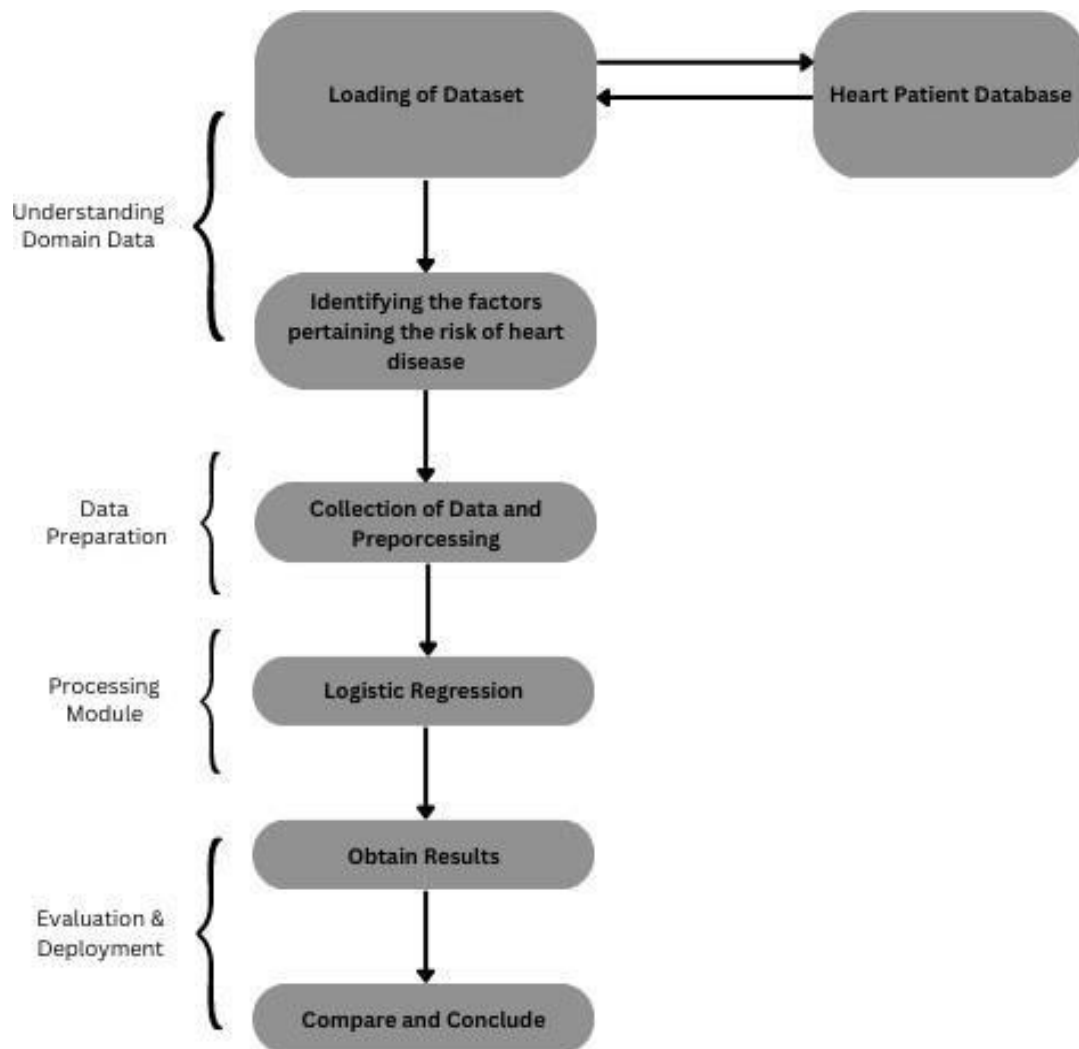 Loading of Dataset
Heart Patient Database
Understanding
Domain Data
Identifying the factors
pertaining the risk of heart
disease
Data
Preparation
Collection of Data and
Preporcessing
Processing
Module
Logistic Regression
Obtain Results
Evaluation &
Deployment
Compare and Conclude